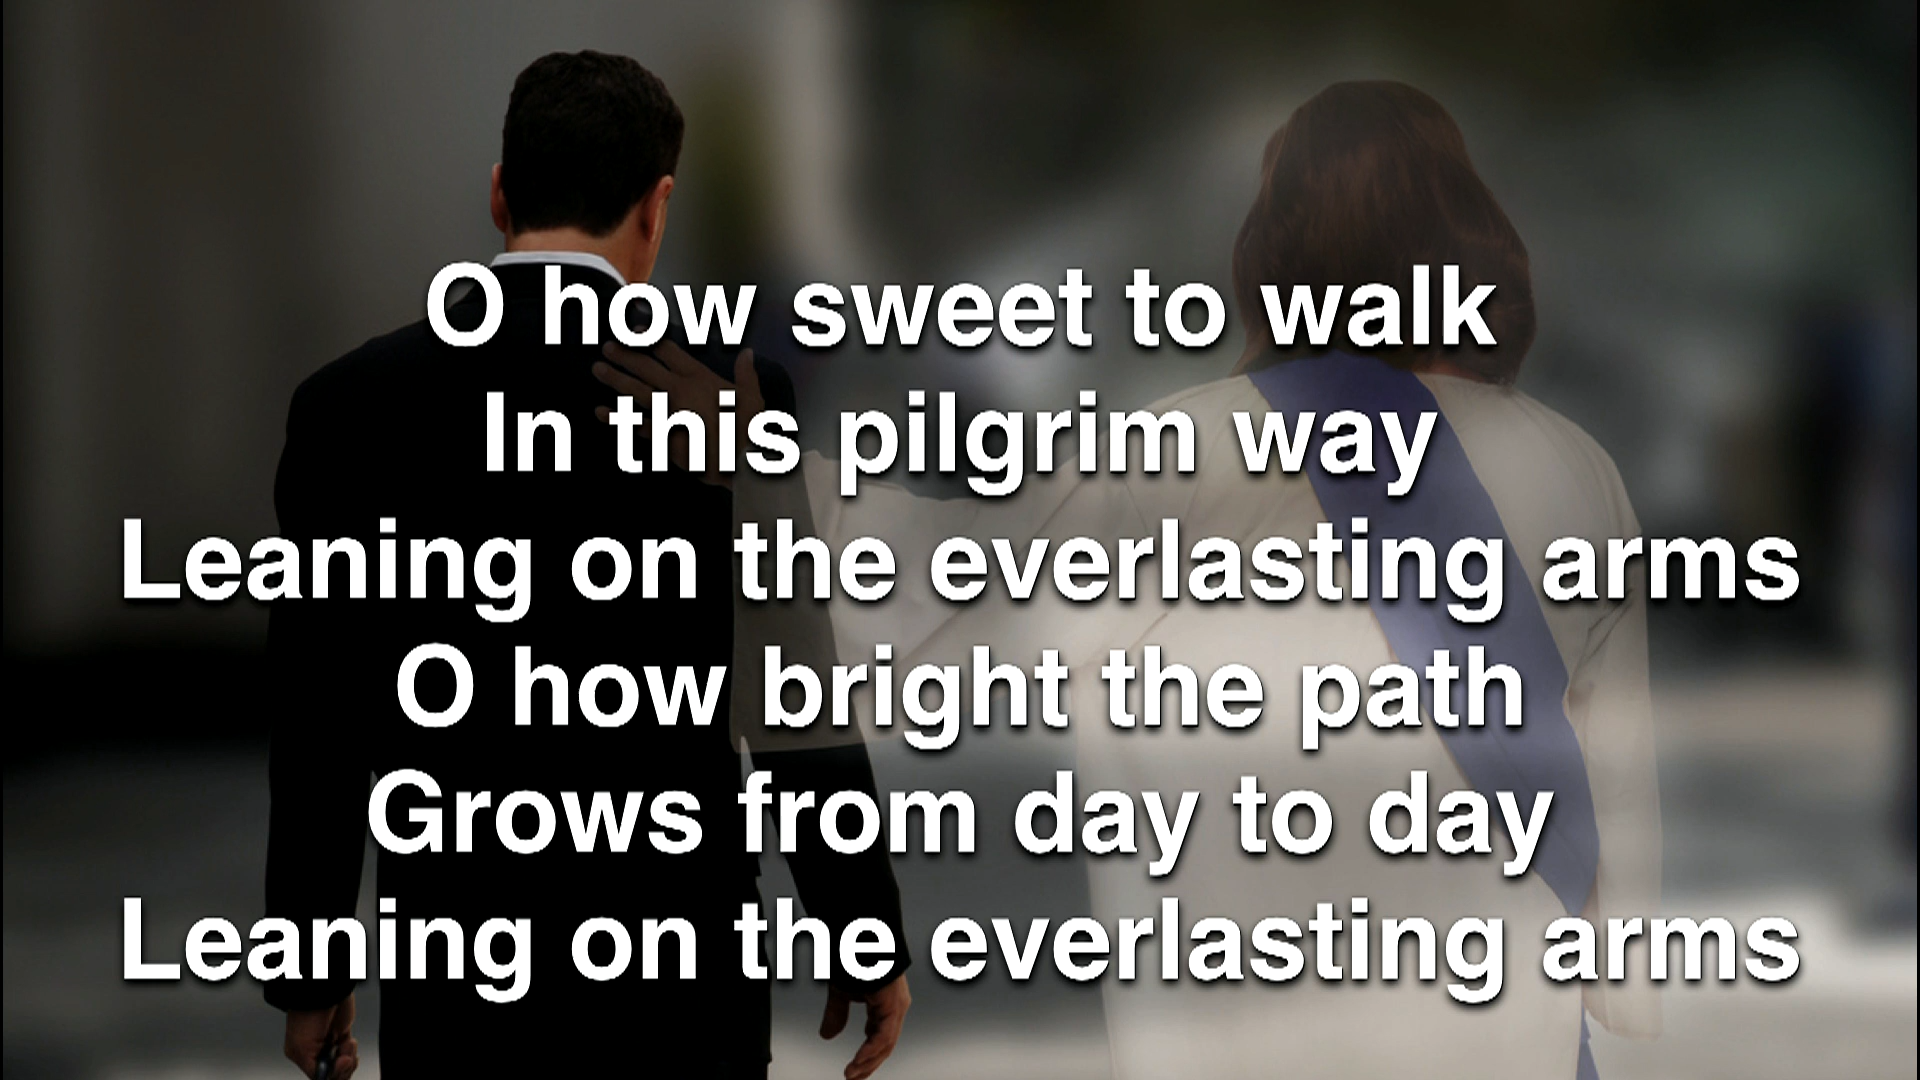 O how sweet to walk
In this pilgrim way
Leaning on the everlasting arms
O how bright the path
Grows from day to day
Leaning on the everlasting arms